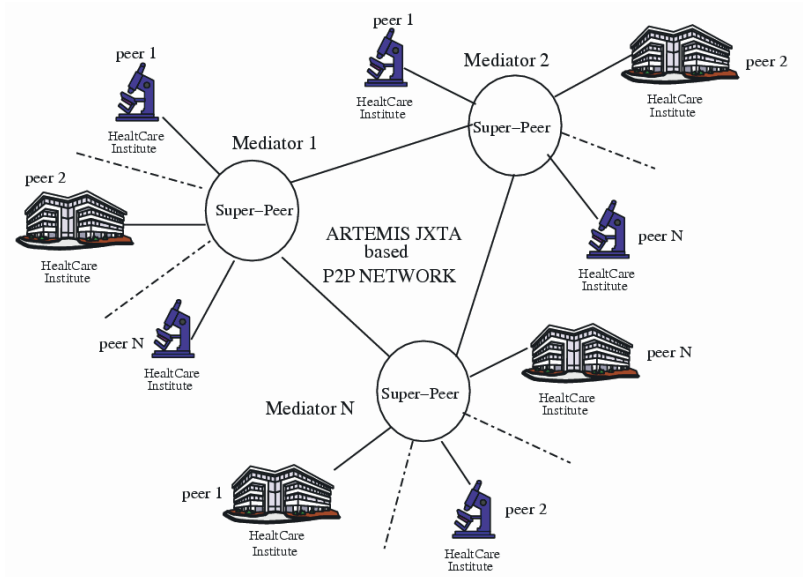 peer 1
HealtCare
Institute
Mediator 1
Super-Peer
peer 2
HealtCare
Institute
peer N
HealtCare
Institute
peer 1
HealtCare
Institute
Mediator 2
Super-Peer
peer 2
HealtCare
Institute
peer N
HealtCare
Institute
ARTEMIS JXTA
based
P2P NETWORK
Mediator N
Super-Peer
peer N
HealtCare
Institute
peer 1
HealtCare
Institute
peer 2
HealtCare
Institute